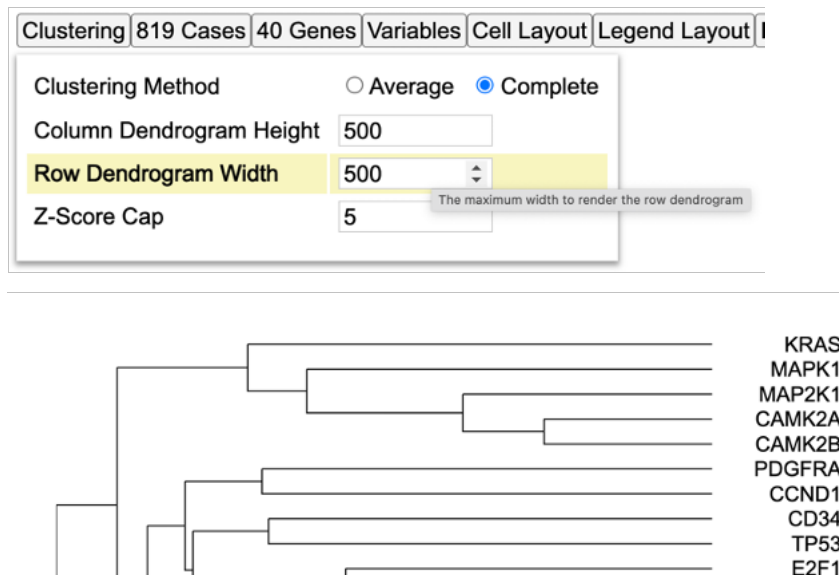 Clustering 819 Cases 40 Genes Variables Cell Layout Legend Layout
Clustering Method Average Complete
Column Dendrogram Height 500
Row Dendrogram Width 500
The maximum width to render the row dendrogram
Z-Score Cap 5
KRAS
MAPK1
MAP2K1
CAMK2A
CAMK2B
PDGFRA
CCND1
CD34
TP53
E2F1